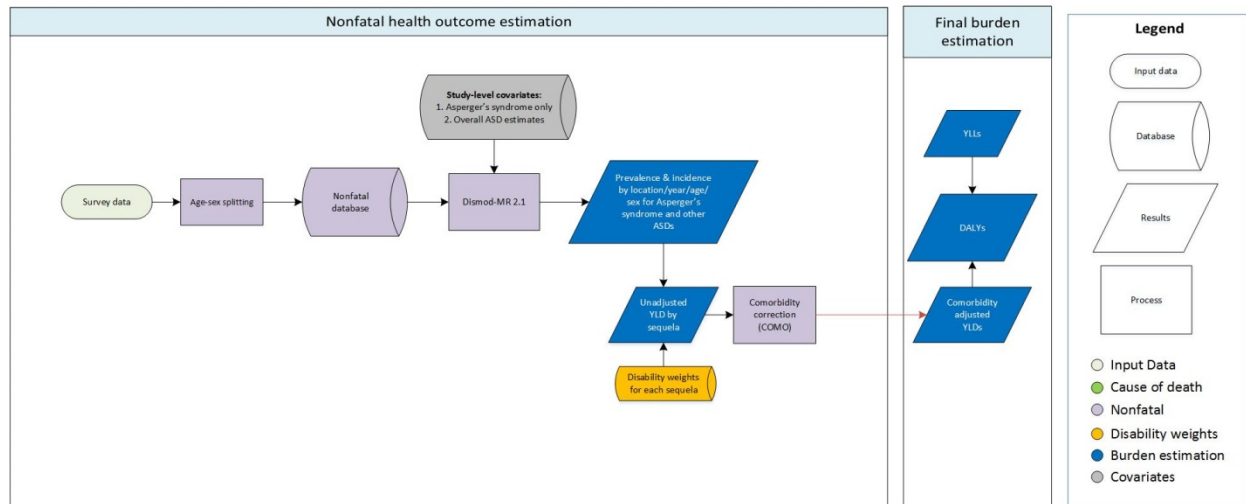 Nonfatal health outcome estimation
Final burden
estimation
Legend
Study-level covariates:
1. Asperger's syndrome only
2. Overall ASD estimates
Survey data
Age-sex splitting
Nonfatal
database
Dismod-MR 2.1
Prevalence & incidence
by location/year/age/
sex for Asperger's
syndrome and other
ASDs
Unadjusted
YLD by
sequela
Comorbidity
correction
(COMO)
Disability weights
for each sequela
YLLs
DALYs
Comorbidity
adjusted
YLDs
Input data
Database
Results
Process
Input Data
Cause of death
Nonfatal
Disability weights
Burden estimation
Covariates